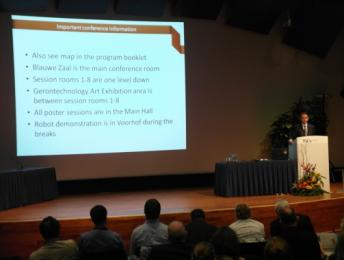 Important conference information
• Also see map in the program booklet
• Blauwe Zaal is the main conference room
• Session rooms 1-8 are one level down
• Gerontechnology Art Exhibition area is
between session rooms 1-8
• All poster sessions are in the Main Hall
• Robot demonstration is in Voorhof during the
breaks